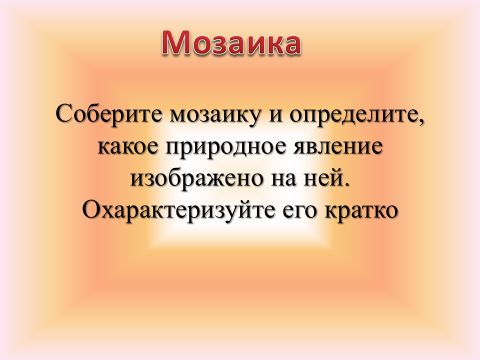 Мозаика
Соберите мозаику и определите,
какое природное явление
изображено на ней.
Охарактеризуйте его кратко